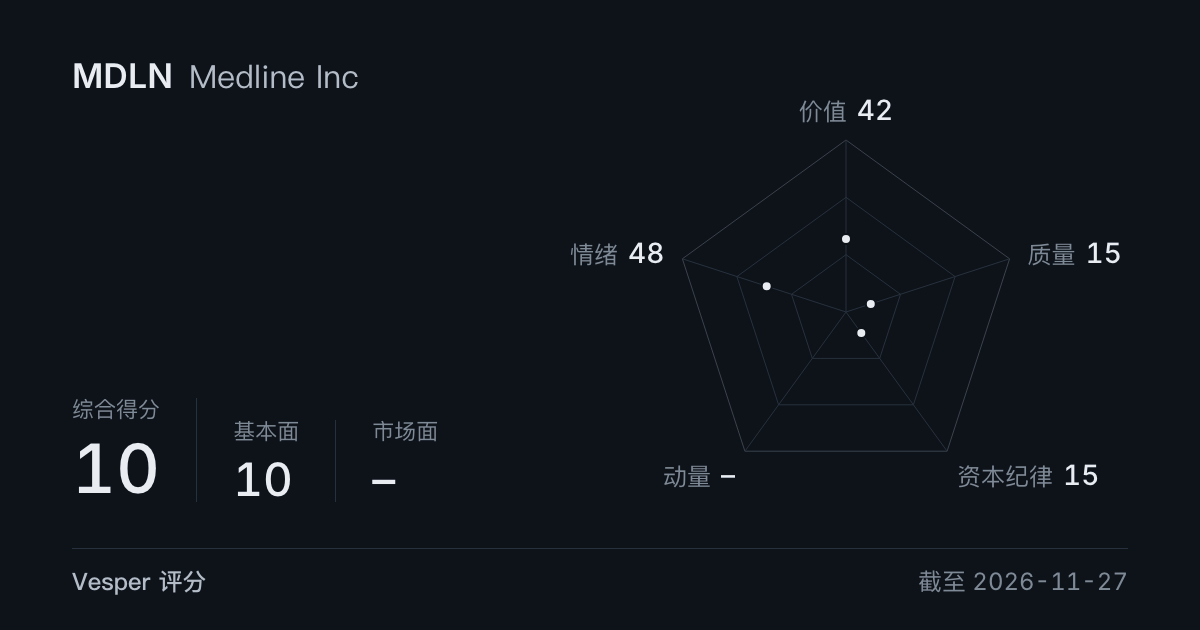 MDLN Medline Inc
价值 42
情绪 48
质量 15
动量 –
资本纪律 15
综合得分
10
基本面
10
市场面
–
Vesper 评分
截至 2026-11-27